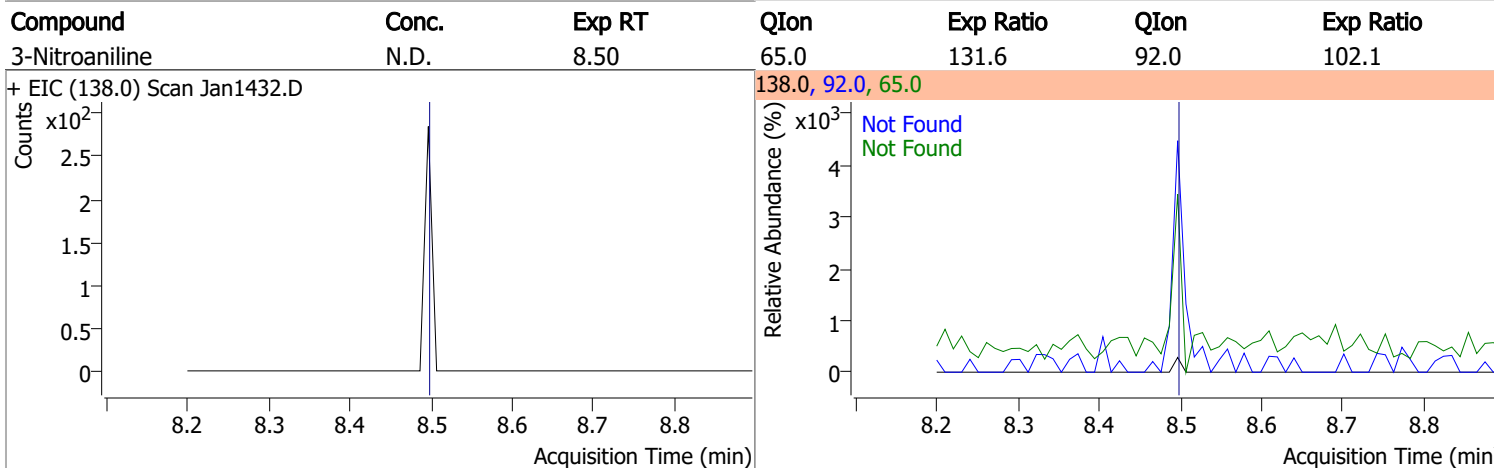 Compound Conc. Exp RT QIon Exp Ratio QIon Exp Ratio
3-Nitroaniline N.D. 8.50 65.0 131.6 92.0 102.1
+ EIC (138.0) Scan Jan1432.D
Counts
x10²
2.5
2
1.5
1
0.5
0
8.2 8.3 8.4 8.5 8.6 8.7 8.8
Acquisition Time (min)
138.0, 92.0, 65.0
Relative Abundance (%)
x10³
Not Found
Not Found
4
3
2
1
0
8.2 8.3 8.4 8.5 8.6 8.7 8.8
Acquisition Time (min